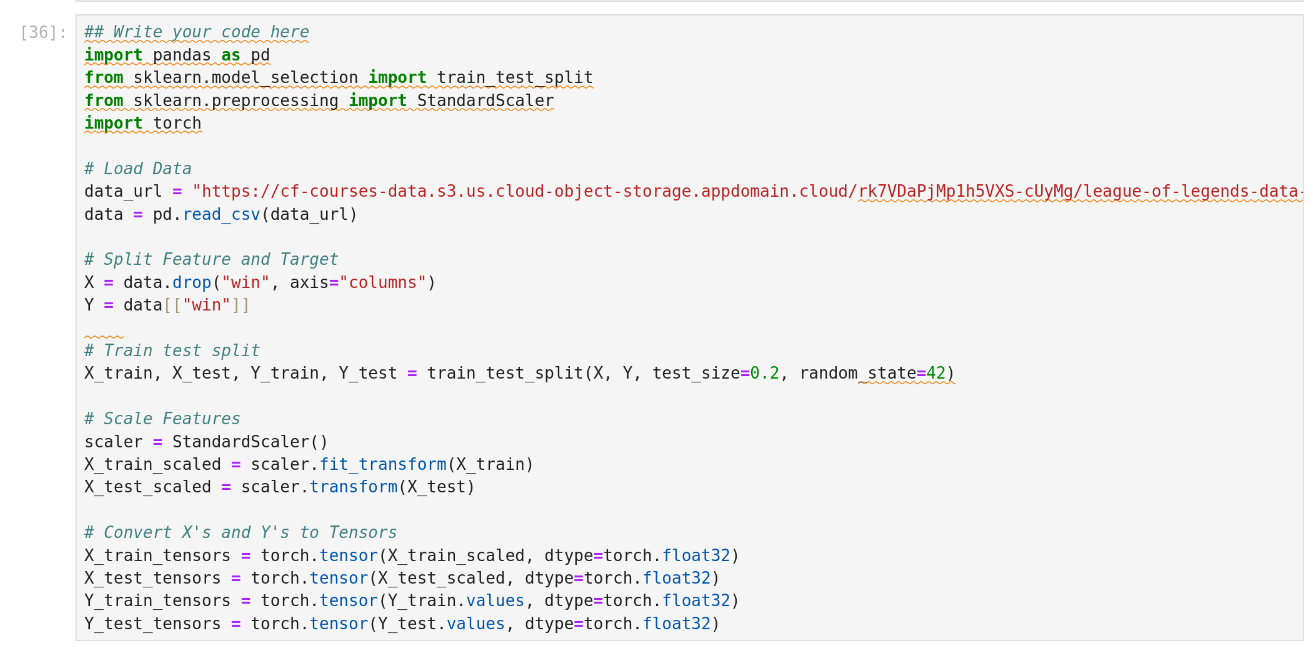 [36]:
## Write your code here
import pandas as pd
from sklearn.model_selection import train_test_split
from sklearn.preprocessing import StandardScaler
import torch
# Load Data
data_url = "https://cf-courses-data.s3.us.cloud-object-storage.appdomain.cloud/rk7VDaPjMp1h5VXS-cUyMg/league-of-legends-data-
data = pd.read_csv(data_url)
# Split Feature and Target
X = data.drop("win", axis="columns")
Y = data[["win"]]
# Train test split
X_train, X_test, Y_train, Y_test = train_test_split(X, Y, test_size=0.2, random_state=42)
# Scale Features
scaler = StandardScaler()
X_train_scaled = scaler.fit_transform(X_train)
X_test_scaled = scaler.transform(X_test)
# Convert X's and Y's to Tensors
X_train_tensors = torch.tensor(X_train_scaled, dtype=torch.float32)
X_test_tensors = torch.tensor(X_test_scaled, dtype=torch.float32)
Y_train_tensors = torch.tensor(Y_train.values, dtype=torch.float32)
Y_test_tensors = torch.tensor(Y_test.values, dtype=torch.float32)